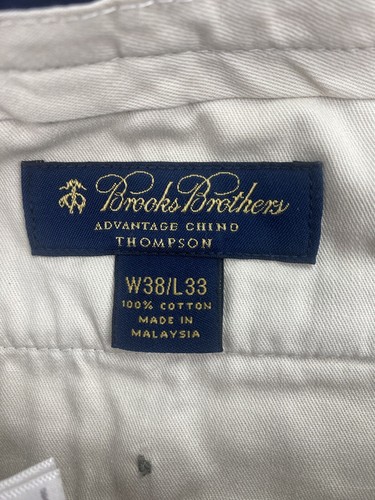 Brooks Brothers
ADVANTAGE CHINO
THOMPSON
W38/L33
100% COTTON
MADE IN
MALAYSIA